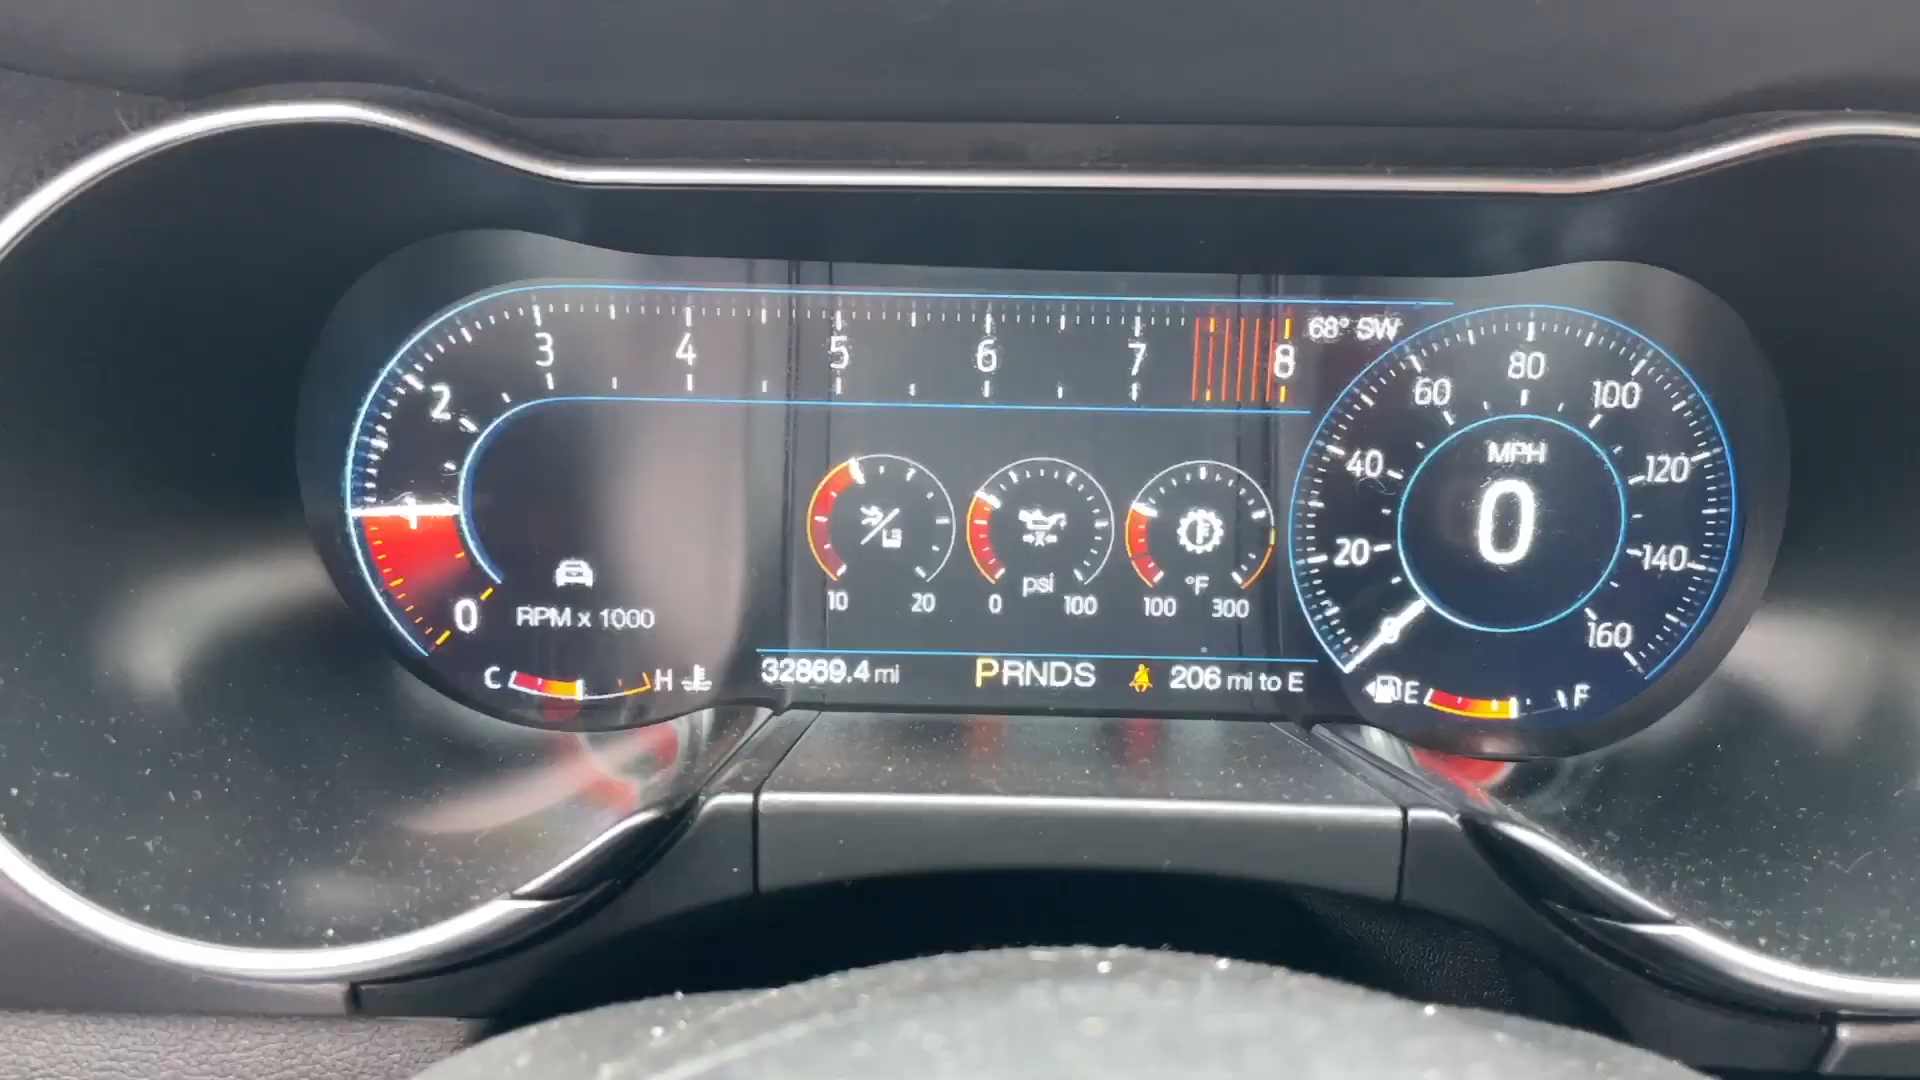 3 4 5 6 7 8
68° SW
2
1
0
RPM x 1000
C H
10 20
psi
0 100
°F
100 300
32869.4 mi
PRNDS
206 mi to E
0 20 40 60 80 100 120 140 160
MPH
0
E F